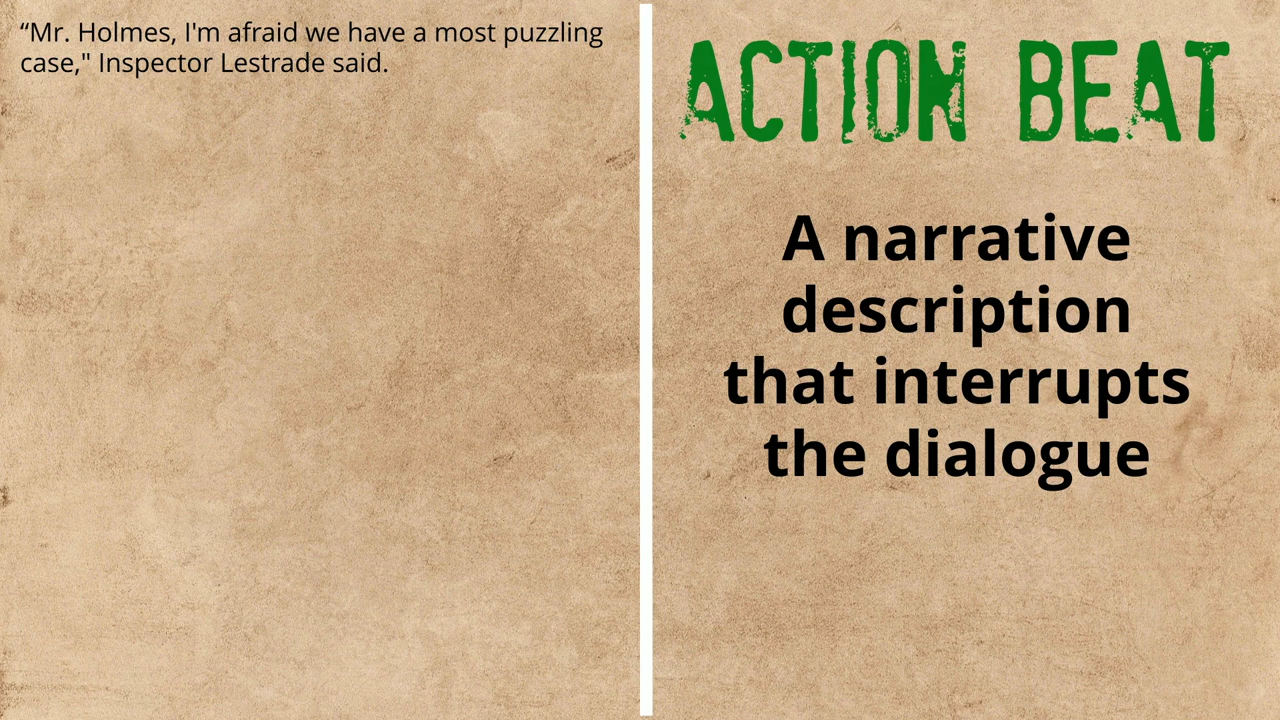 “Mr. Holmes, I'm afraid we have a most puzzling
case," Inspector Lestrade said.
ACTION BEAT
A narrative
description
that interrupts
the dialogue